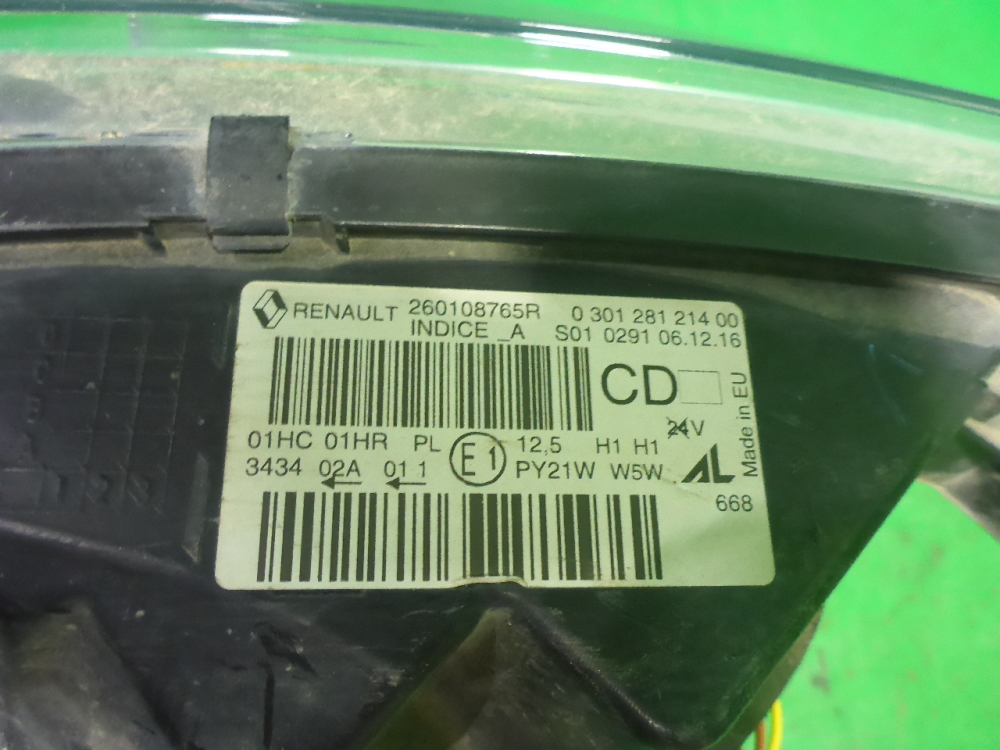 RENAULT 260108765R 0 301 281 214 00
INDICE _A S01 0291 06.12.16
CD
24V
Made in EU
01HC 01HR PL E1 12,5 H1 H1
3434 02A 01 1 PY21W W5W AL
668